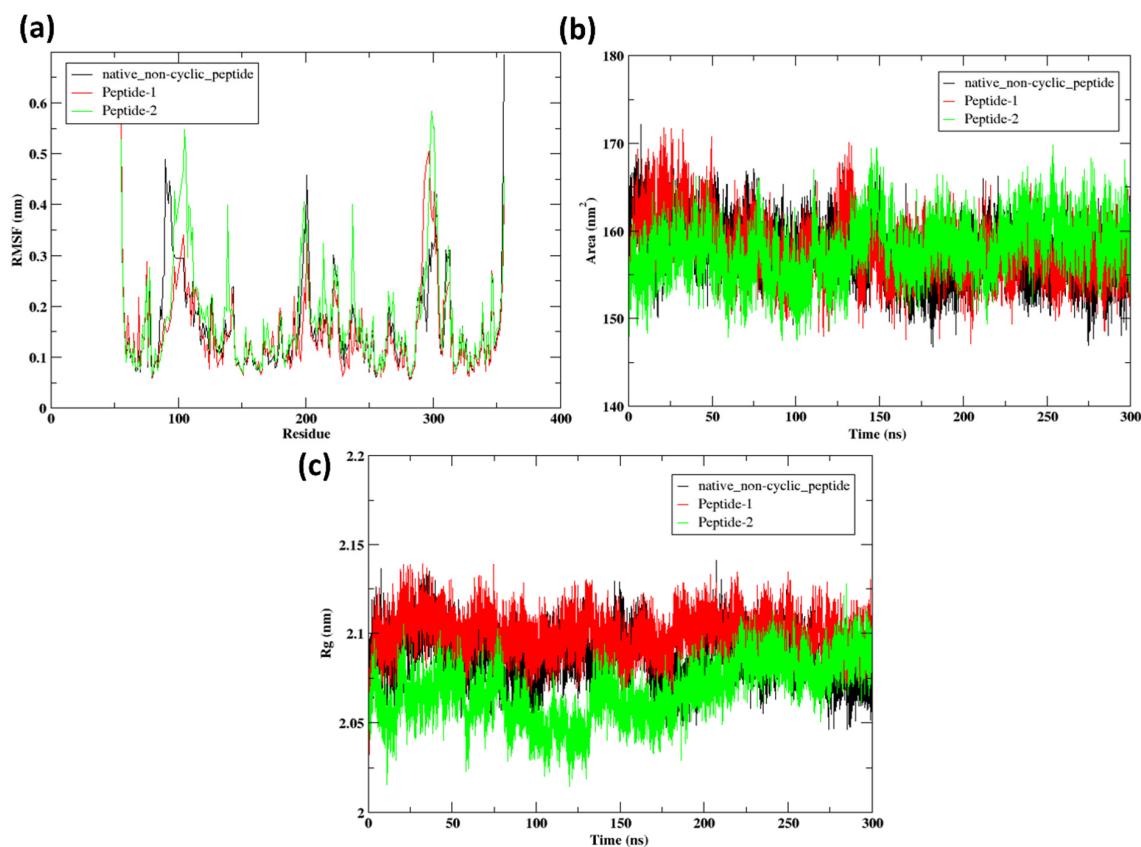 (a)
native_non-cyclic_peptide
Peptide-1
Peptide-2
RMSF (nm)
0.6
0.5
0.4
0.3
0.2
0.1
0
0 100 200 300 400
Residue
(b)
native_non-cyclic_peptide
Peptide-1
Peptide-2
Area (nm²)
180
170
160
150
140
0 50 100 150 200 250 300
Time (ns)
(c)
native_non-cyclic_peptide
Peptide-1
Peptide-2
Rg (nm)
2.2
2.15
2.1
2.05
2
0 50 100 150 200 250 300
Time (ns)